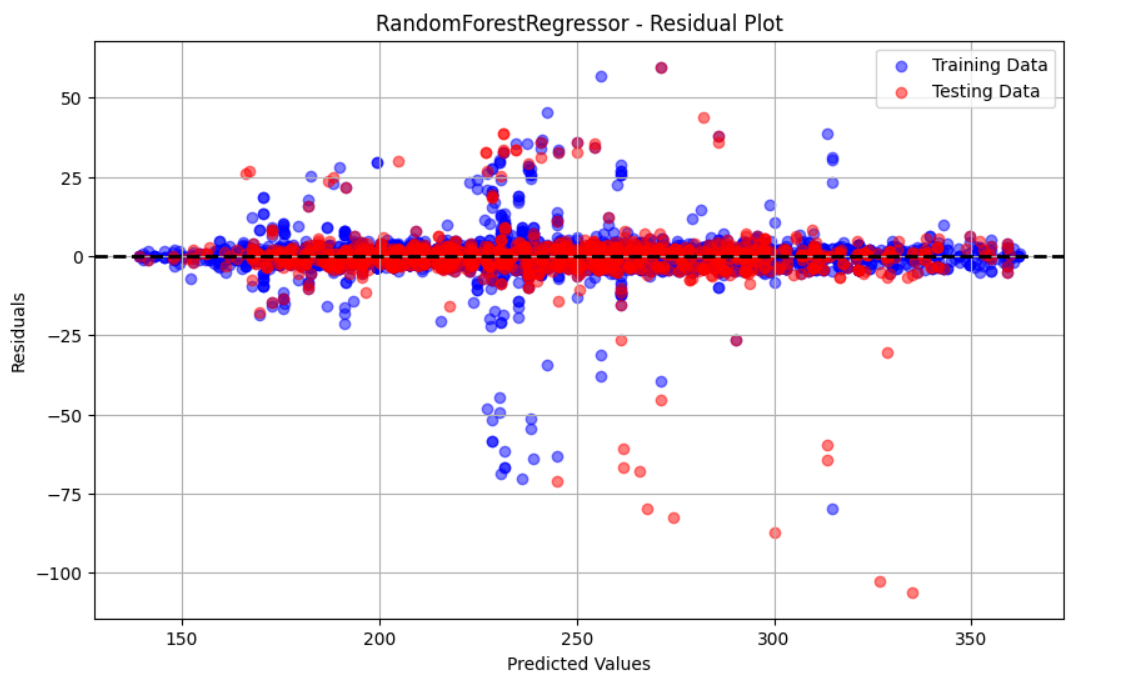 RandomForestRegressor - Residual Plot
Training Data
Testing Data
50
25
0
−25
−50
−75
−100
Residuals
150
200
250
300
350
Predicted Values